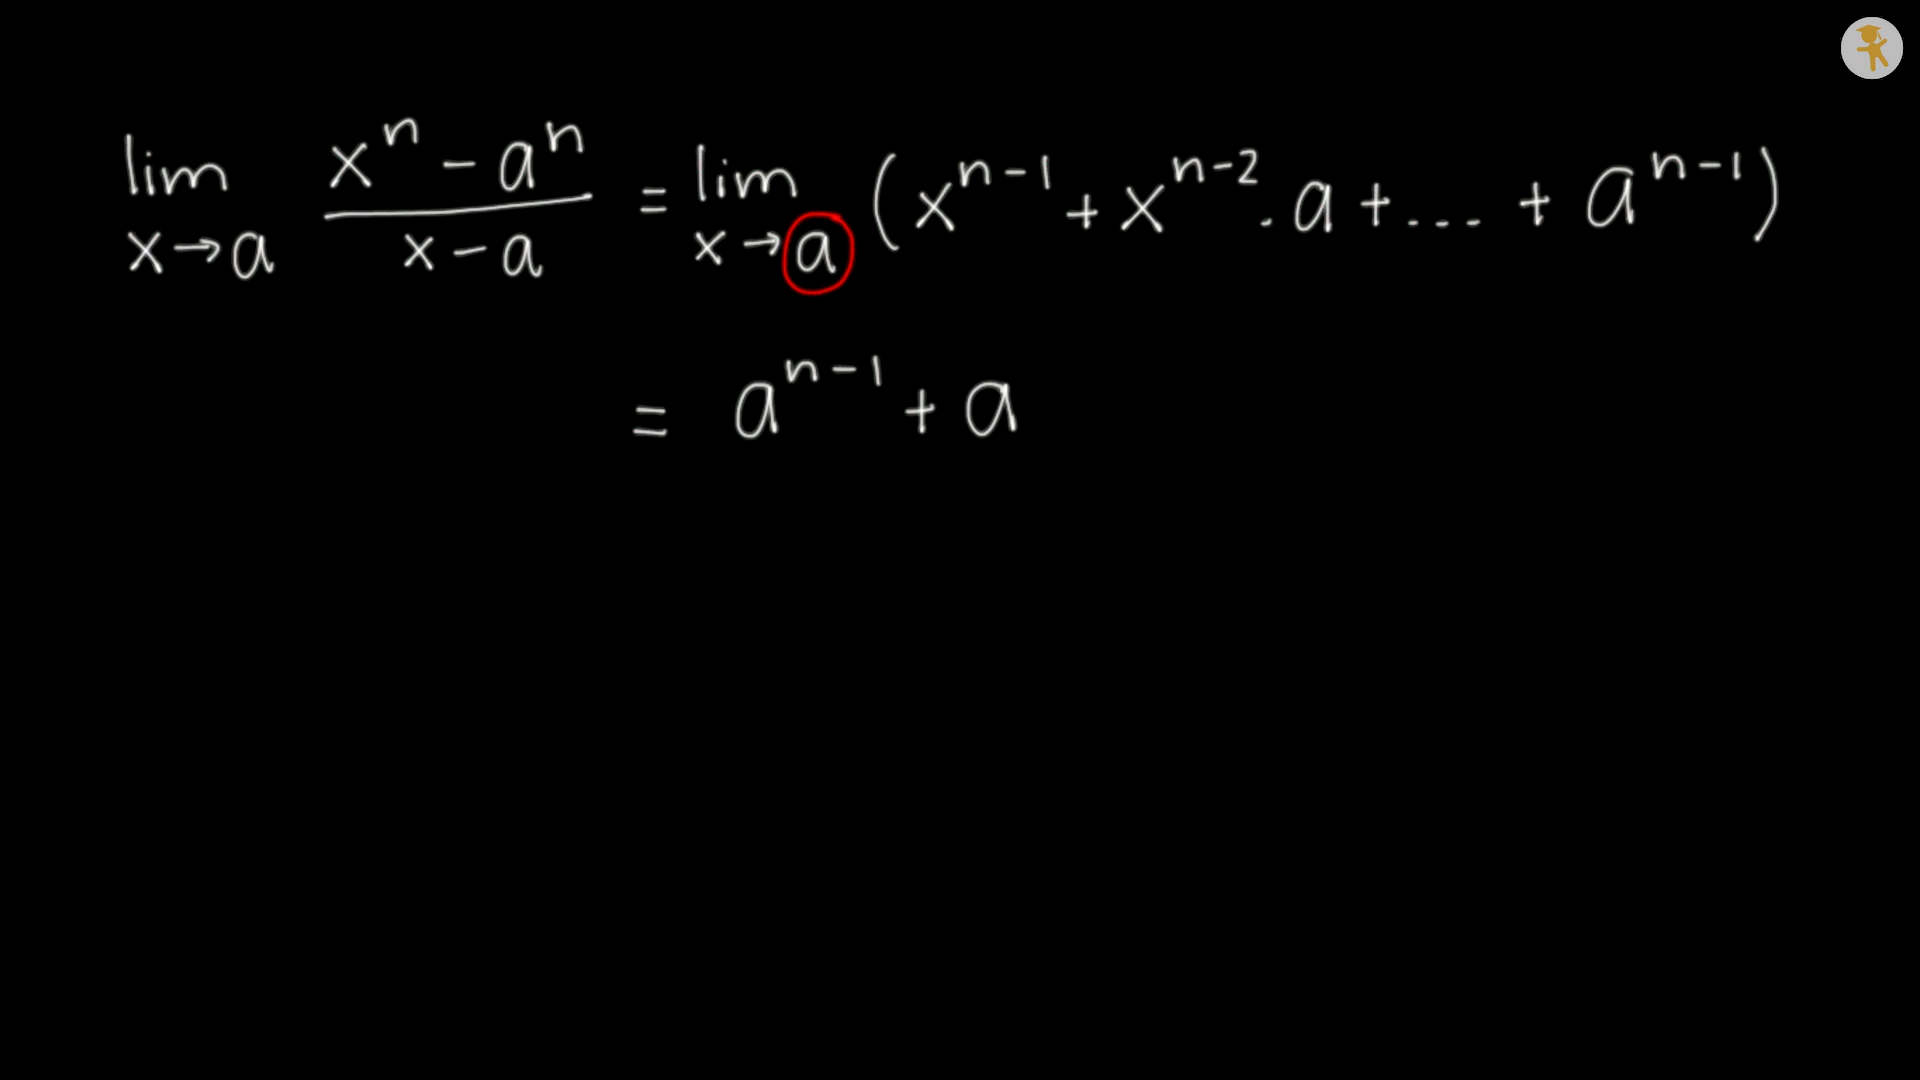 lim x→a (xⁿ - aⁿ)/(x - a) = lim x→a (xⁿ⁻¹ + xⁿ⁻² . a + ... + aⁿ⁻¹)
= aⁿ⁻¹ + a